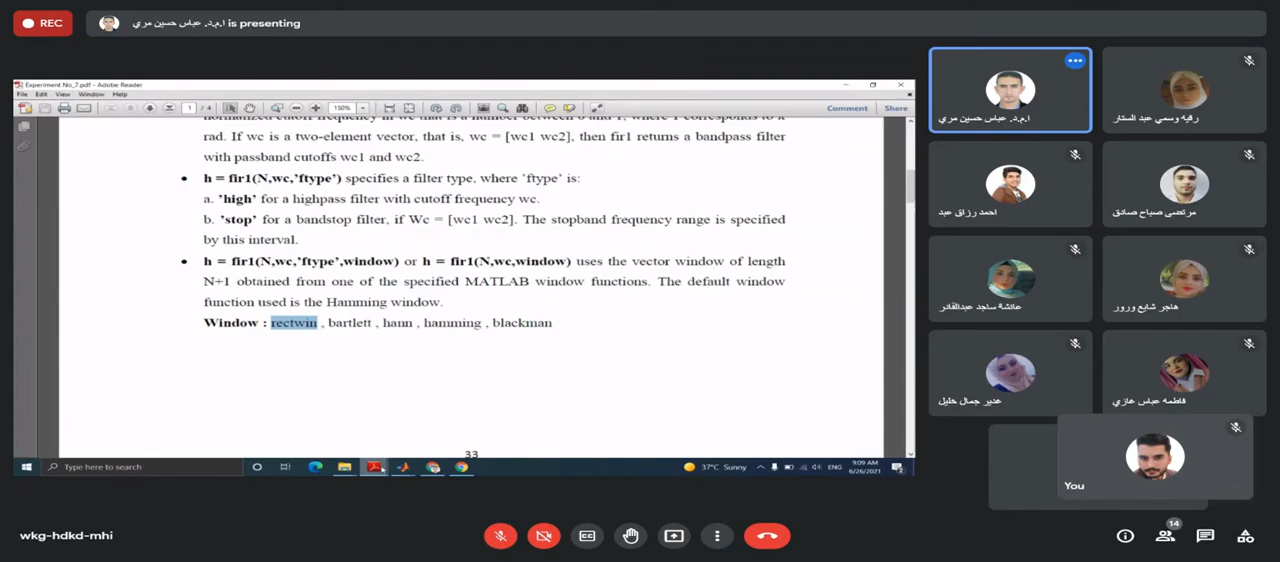 REC
ا.م.د. عباس حسين مري is presenting
Experiment No_7.pdf - Adobe Reader
File Edit View Window Help
1 / 4
150%
Comment
Share
rad. If wc is a two-element vector, that is, wc = [wc1 wc2], then fir1 returns a bandpass filter
with passband cutoffs wc1 and wc2.
• h = fir1(N,wc,’ftype’) specifies a filter type, where ’ftype’ is:
a. ’high’ for a highpass filter with cutoff frequency wc.
b. ’stop’ for a bandstop filter, if Wc = [wc1 wc2]. The stopband frequency range is specified
by this interval.
• h = fir1(N,wc,’ftype’,window) or h = fir1(N,wc,window) uses the vector window of length
N+1 obtained from one of the specified MATLAB window functions. The default window
function used is the Hamming window.
Window : rectwin , bartlett , hann , hamming , blackman
33
Type here to search
37°C Sunny
ENG
9:09 AM
6/26/2021
2
ا.م.د. عباس حسين مري
رقيه وسمي عبد الستار
احمد رزاق عبد
مرتضى صباح صادق
عائشة ساجد عبدالقادر
هاجر شايع ورور
غدير جمال خليل
فاطمه عباس غازي
You
wkg-hdkd-mhi
CC
14